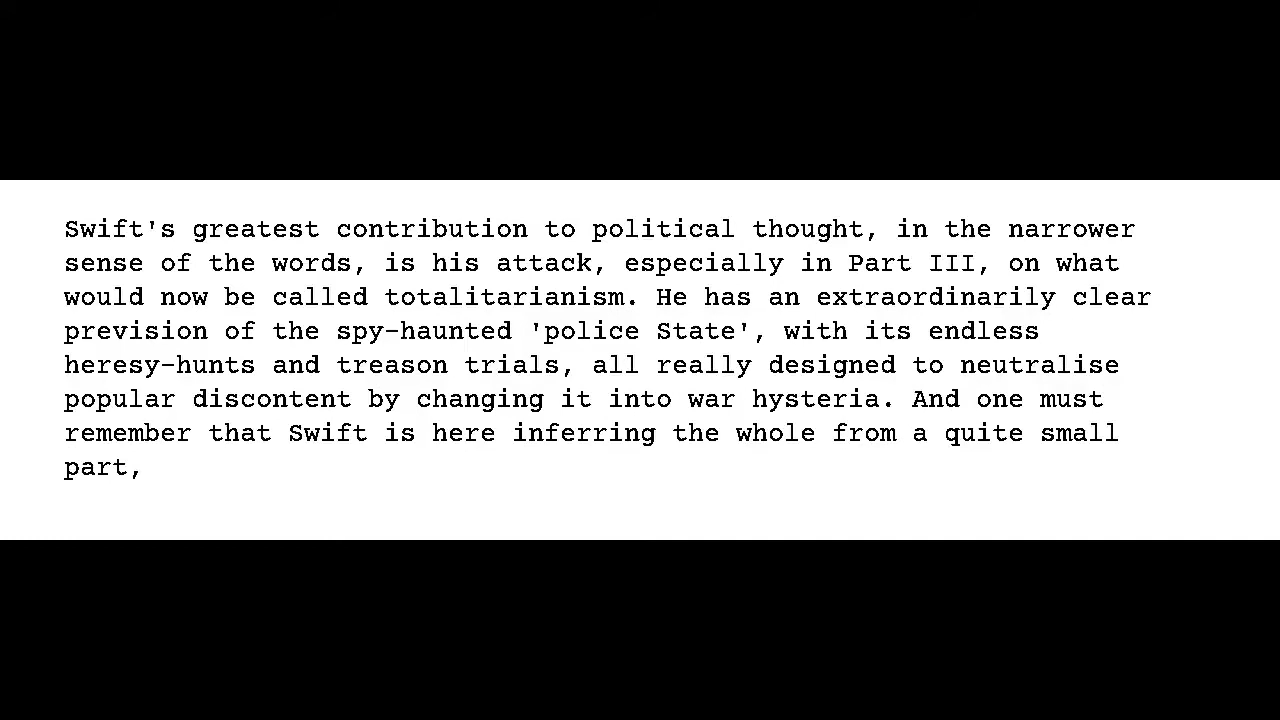 Swift's greatest contribution to political thought, in the narrower
sense of the words, is his attack, especially in Part III, on what
would now be called totalitarianism. He has an extraordinarily clear
prevision of the spy-haunted 'police State', with its endless
heresy-hunts and treason trials, all really designed to neutralise
popular discontent by changing it into war hysteria. And one must
remember that Swift is here inferring the whole from a quite small
part,